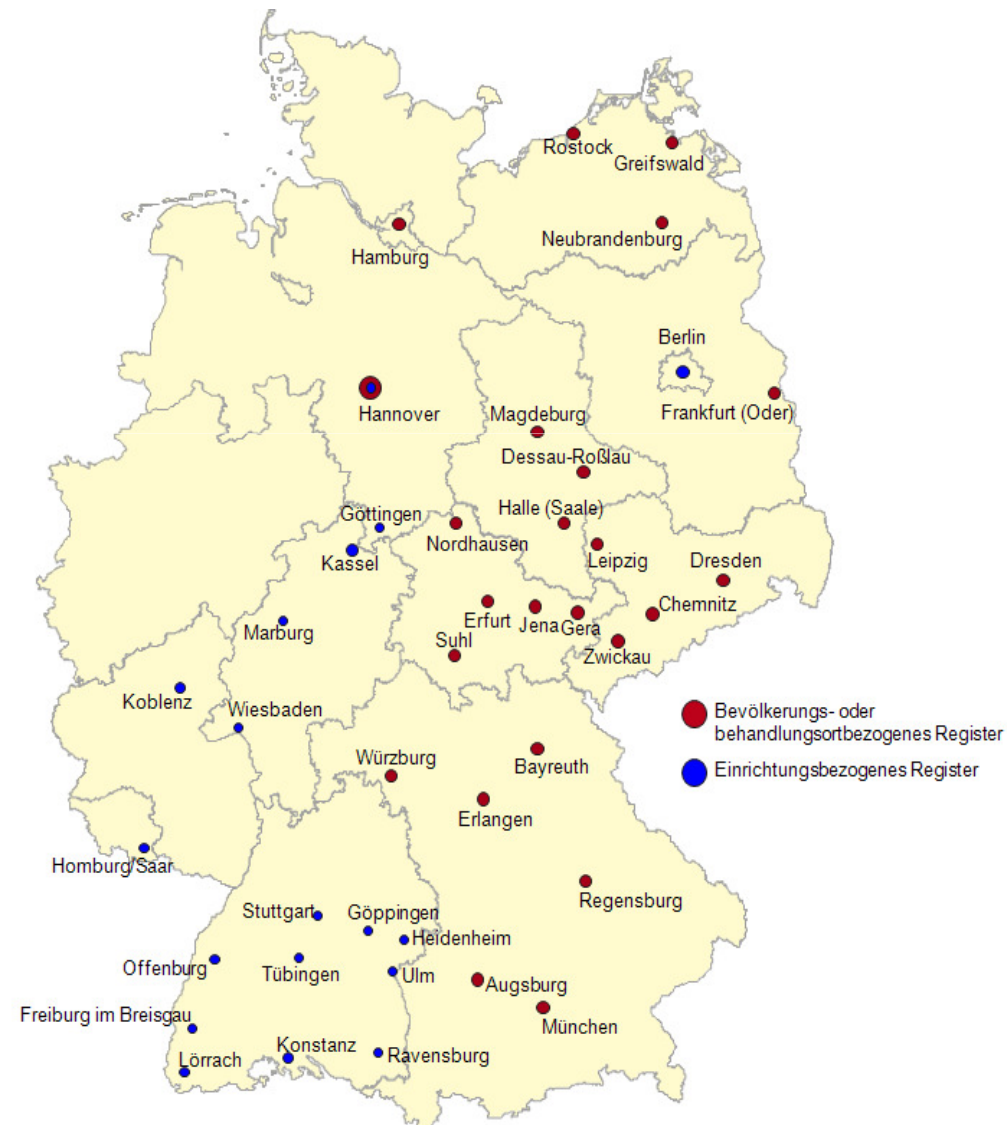 Rostock
Greifswald
Neubrandenburg
Hamburg
Berlin
Hannover
Frankfurt (Oder)
Magdeburg
Dessau-Roßlau
Göttingen
Halle (Saale)
Nordhausen
Kassel
Leipzig
Dresden
Chemnitz
Erfurt
Jena
Gera
Marburg
Suhl
Zwickau
Koblenz
Wiesbaden
Bevölkerungs- oder
behandlungsortbezogenes Register
Einrichtungsbezogenes Register
Würzburg
Bayreuth
Erlangen
Homburg/Saar
Regensburg
Stuttgart
Göppingen
Heidenheim
Offenburg
Tübingen
Ulm
Augsburg
Freiburg im Breisgau
München
Konstanz
Ravensburg
Lörrach